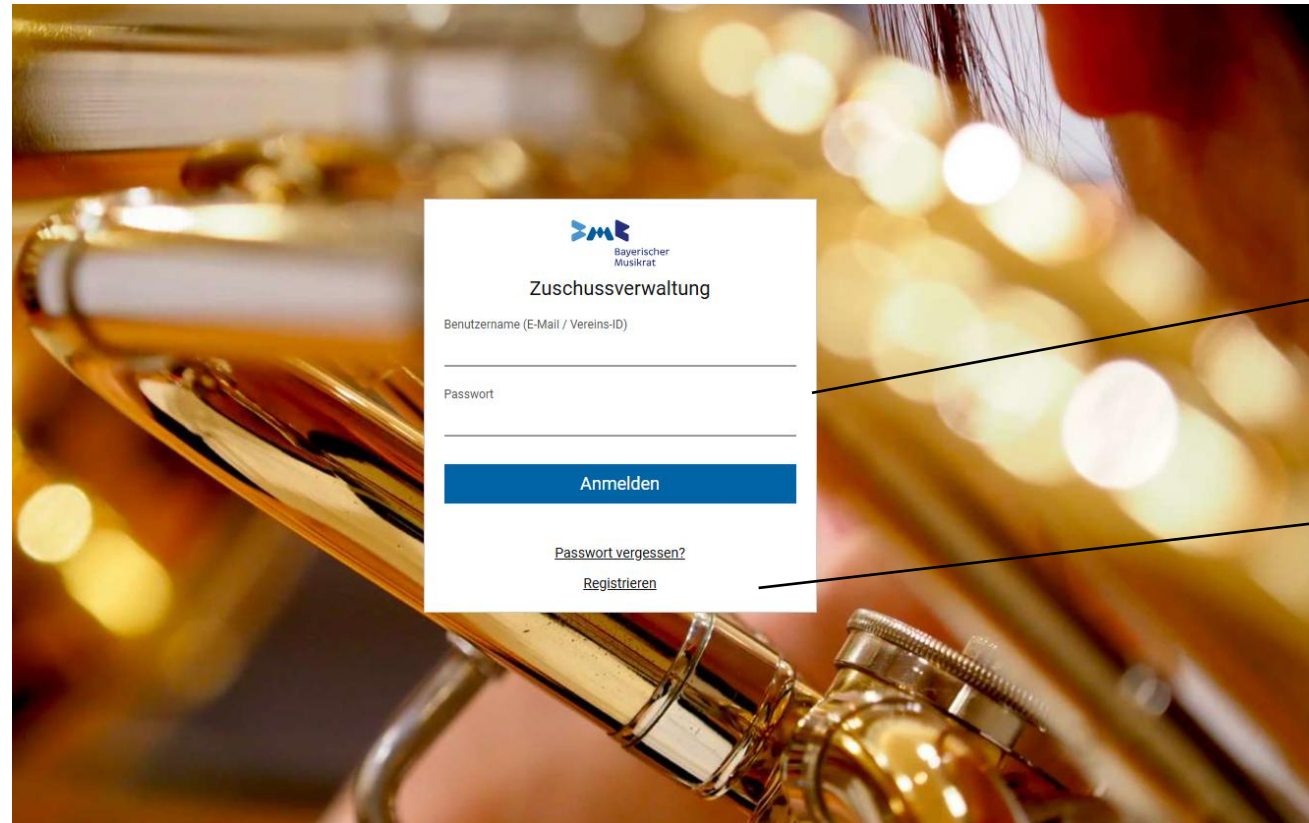 Bayerischer
Musikrat
Zuschussverwaltung
Benutzername (E-Mail / Vereins-ID)
Passwort
Anmelden
Passwort vergessen?
Registrieren